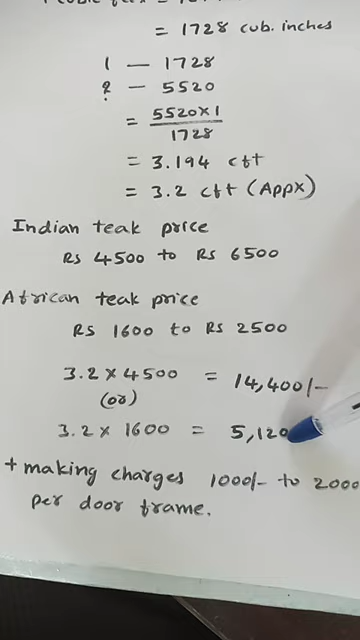 = 1728 cub. inches
1 — 1728
? — 5520
= 5520x1
1728
= 3.194 cft
= 3.2 cft (Appx)
Indian teak price
Rs 4500 to Rs 6500
African teak price
RS 1600 to RS 2500
3.2 x 4500 = 14,400/-
(or)
3.2 x 1600 = 5,120
+ making charges 1000/- to 2000
per door frame.